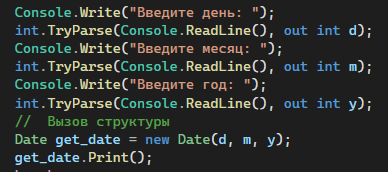 Console.Write("Введите день: ");
int.TryParse(Console.ReadLine(), out int d);
Console.Write("Введите месяц: ");
int.TryParse(Console.ReadLine(), out int m);
Console.Write("Введите год: ");
int.TryParse(Console.ReadLine(), out int y);
//  Вызов структуры
Date get_date = new Date(d, m, y);
get_date.Print();